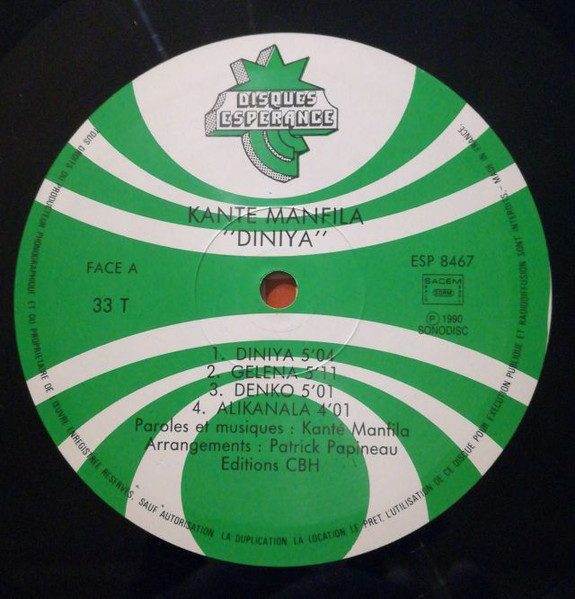 DISQUES
ESPERANCE
KANTE MANFILA
"DINIYA"
FACE A
ESP 8467
33 T
SACEM
℗ 1990
SONODISC
1. DINIYA 5'04
2. GELENA 5'11
3. DENKO 5'01
4. ALIKANALA 4'01
Paroles et musiques : Kanté Manfila
Arrangements : Patrick Papineau
Editions CBH
TOUS DROITS DU PRODUCTEUR PHONOGRAPHIQUE ET DU PROPRIETAIRE DE L'ŒUVRE ENREGISTREE RESERVES. SAUF AUTORISATION, LA DUPLICATION, LA LOCATION, LE PRET, L'UTILISATION DE CE DISQUE POUR EXECUTION PUBLIQUE ET RADIODIFFUSION SONT INTERDITS. - MADE IN FRANCE.